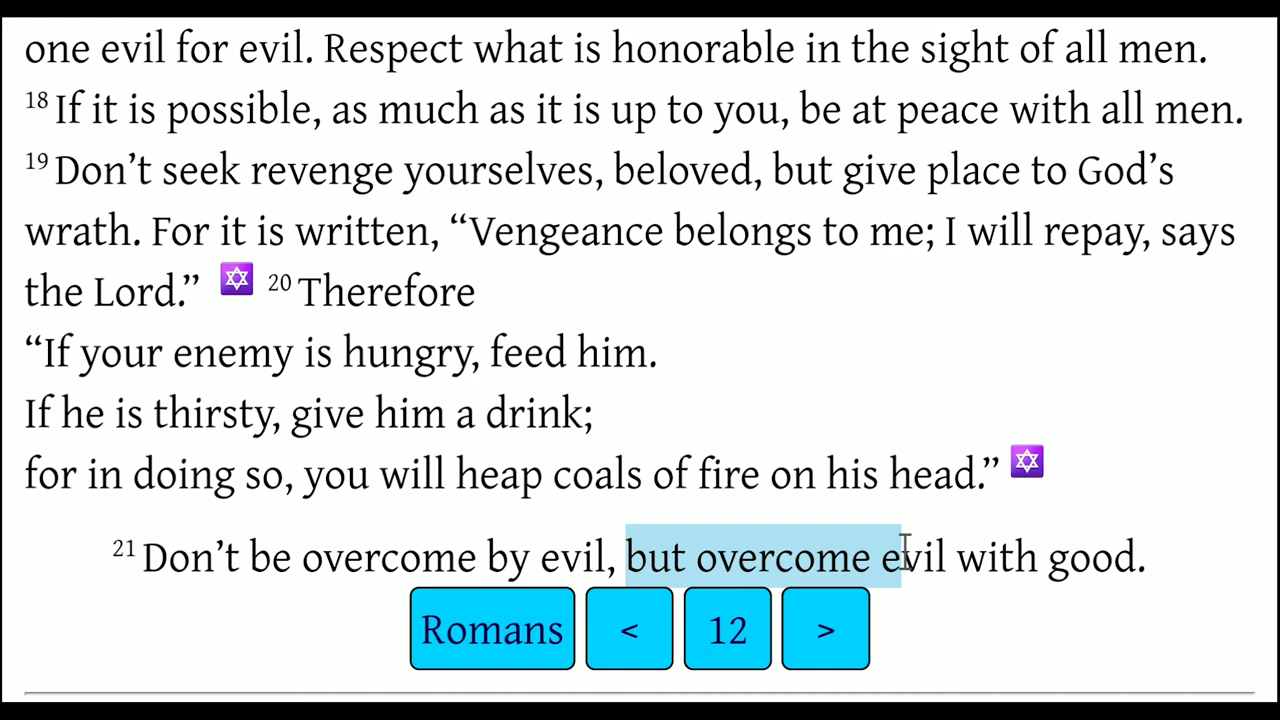 one evil for evil. Respect what is honorable in the sight of all men.
18 If it is possible, as much as it is up to you, be at peace with all men.
19 Don’t seek revenge yourselves, beloved, but give place to God’s
wrath. For it is written, “Vengeance belongs to me; I will repay, says
the Lord.” ✡ 20 Therefore
“If your enemy is hungry, feed him.
If he is thirsty, give him a drink;
for in doing so, you will heap coals of fire on his head.” ✡
21 Don’t be overcome by evil, but overcome evil with good.
Romans < 12 >